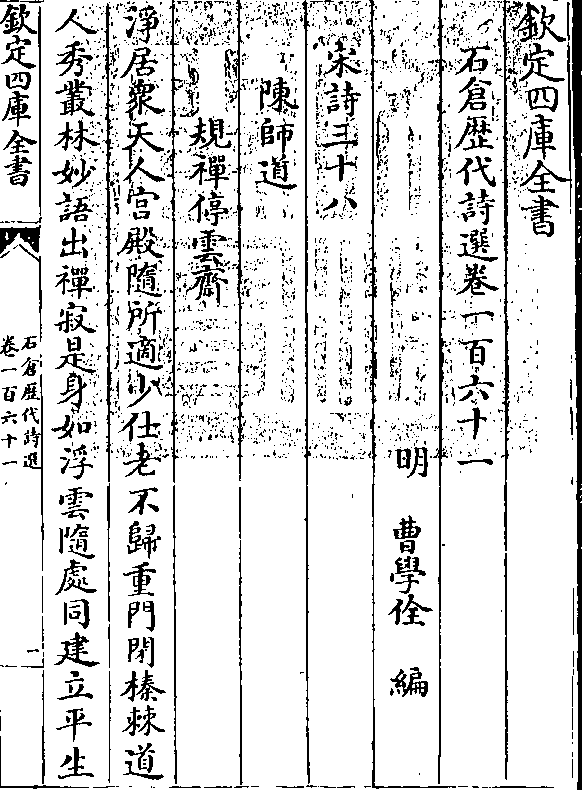 欽定四庫全書
石倉歴代詩選卷一百六十一
明 曹學佺 編
宋詩三十八
陳師道
規禪停雲齋
淨居衆天人宫殿隨所適少仕老不歸重門閉榛棘道
人秀叢林妙語出禪寂是身如浮雲隨處同建立平生
欽定四庫全書
石倉歴代詩選
卷一百六十一
一